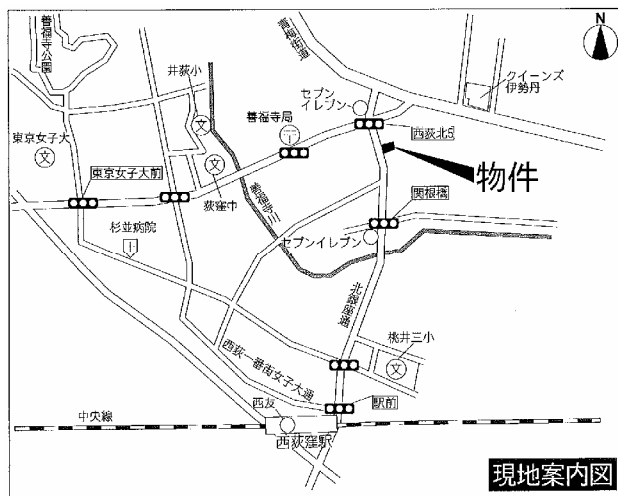 善福寺公園
青梅街道
N
井荻小
文
セブン
イレブン
クイーンズ
伊勢丹
善福寺局
〒
西荻北5
東京女子大
文
東京女子大前
文
荻窪中
善福寺川
物件
関根橋
杉並病院
セブンイレブン
北銀座通
桃井三小
文
西荻一番街女子大通
駅前
西友
中央線
西荻窪駅
現地案内図